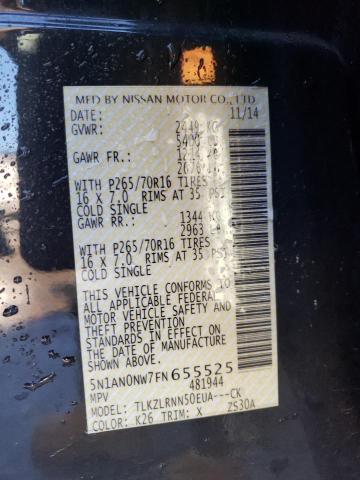 MFD BY NISSAN MOTOR CO., LTD
DATE: 11/14
GVWR:
GAWR FR.:
WITH P265/70R16 TIRES
16 X 7.0 RIMS AT 35 PSI
COLD SINGLE
GAWR RR.: 1344 KG
2963
WITH P265/70R16 TIRES
16 X 7.0 RIMS AT 35 PSI
COLD SINGLE
THIS VEHICLE CONFORMS TO
ALL APPLICABLE FEDERAL
MOTOR VEHICLE SAFETY AND
THEFT PREVENTION
STANDARDS IN EFFECT ON
THE DATE OF MANUFACTURE
SHOWN ABOVE.
5N1AN0NW7FN655525
MPV 481944
MODEL: TLKZLRNN50EUA---CK
COLOR: K26 TRIM: X ZS30A